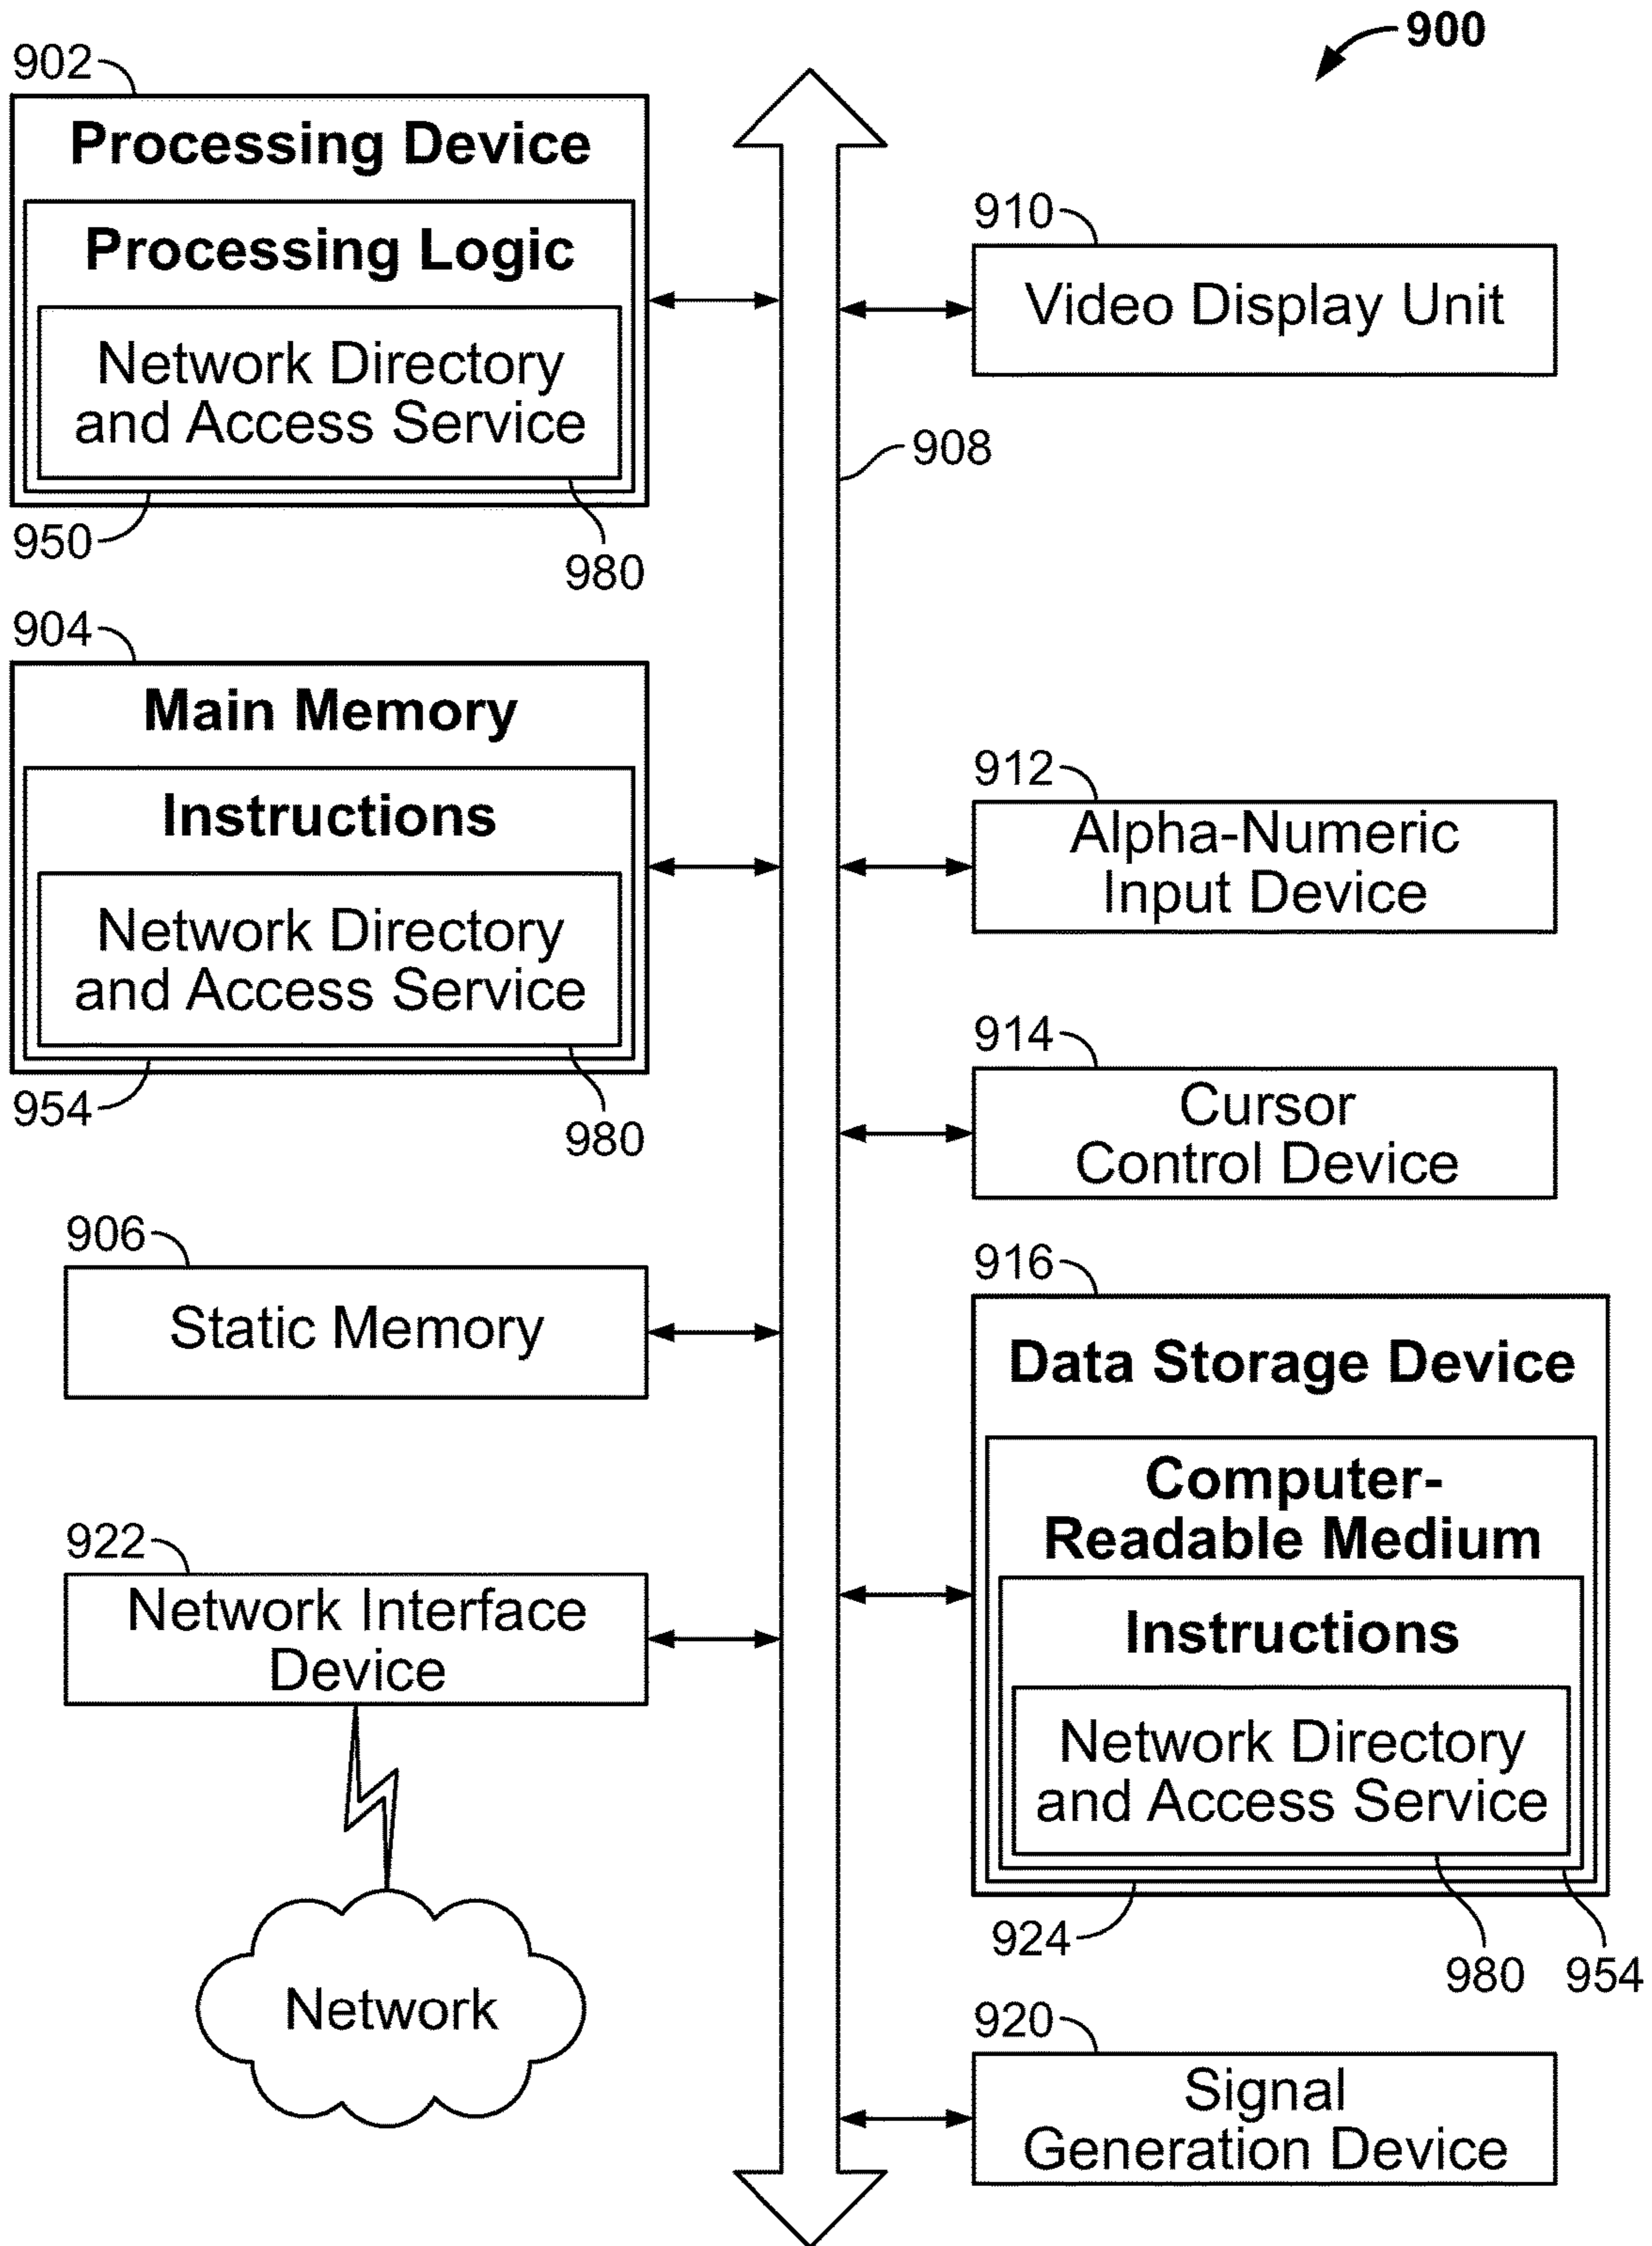 900
902
Processing Device
Processing Logic
Network Directory
and Access Service
950
980
904
Main Memory
Instructions
Network Directory
and Access Service
954
980
906
Static Memory
922
Network Interface
Device
Network
908
910
Video Display Unit
912
Alpha-Numeric
Input Device
914
Cursor
Control Device
916
Data Storage Device
Computer-
Readable Medium
Instructions
Network Directory
and Access Service
924
980
954
920
Signal
Generation Device